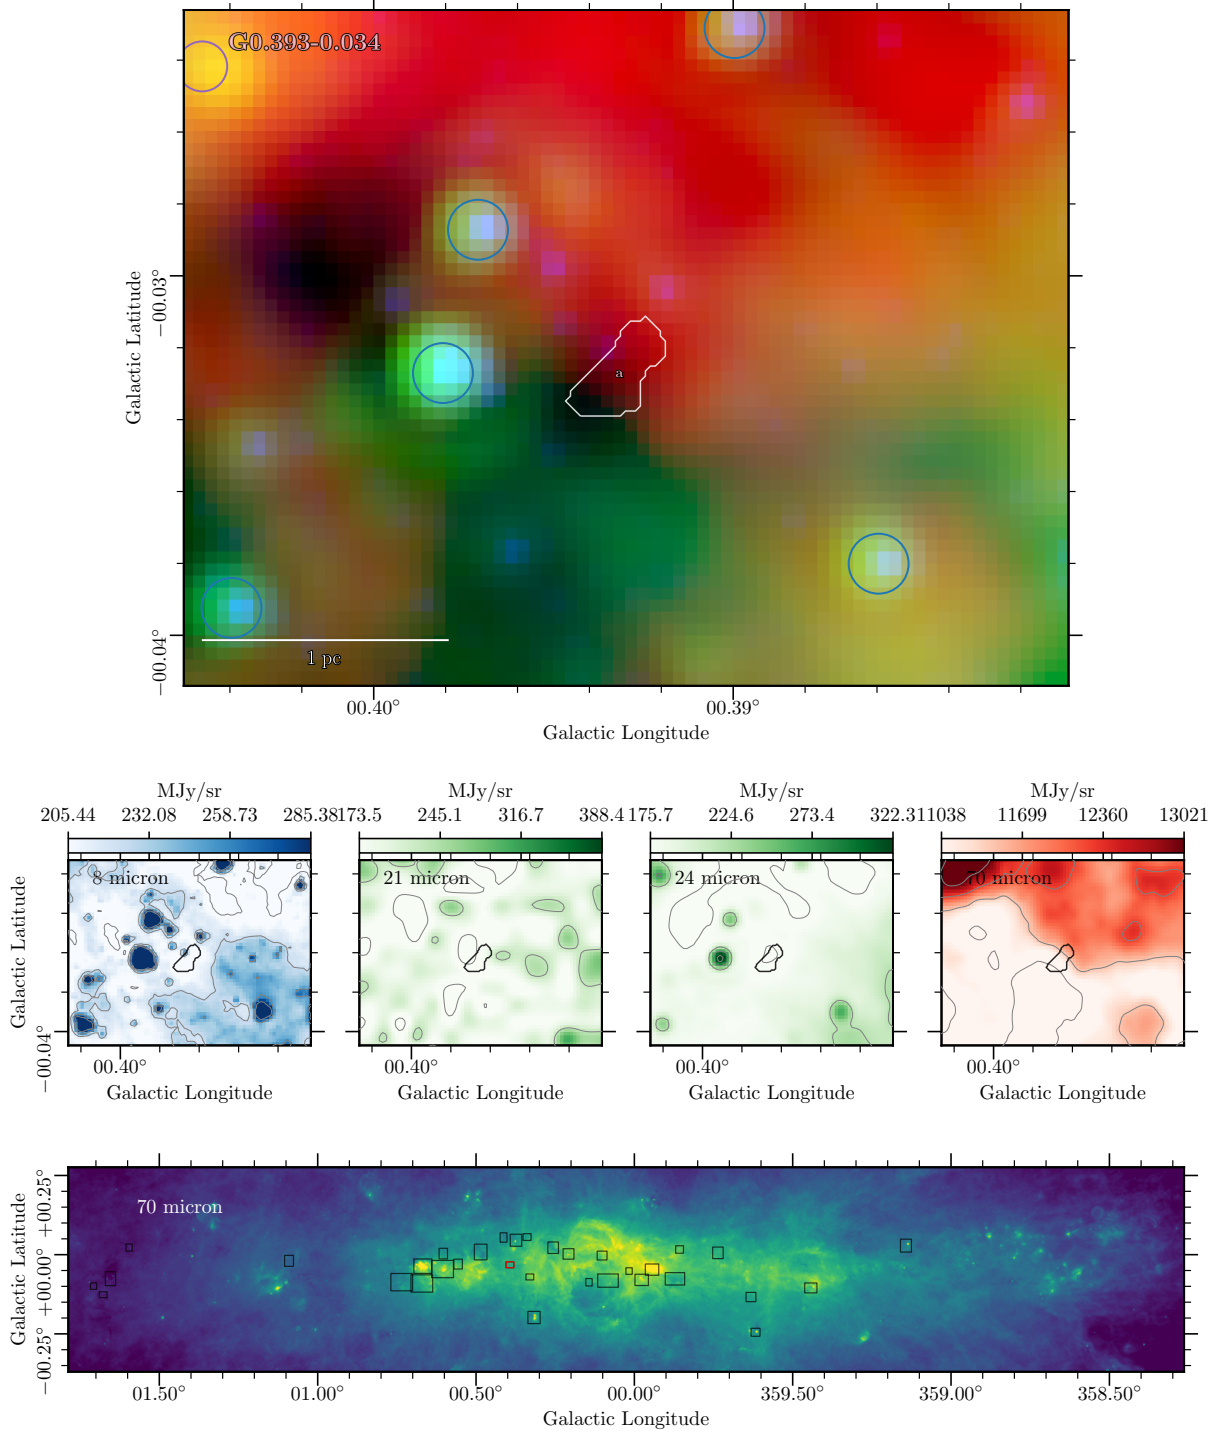 G0.393-0.034
a
1 pc
−00.03°
−00.04°
Galactic Latitude
00.40°
00.39°
Galactic Longitude
MJy/sr
MJy/sr
MJy/sr
MJy/sr
205.44
232.08
258.73
285.38
173.5
245.1
316.7
388.4
175.7
224.6
273.4
322.3
11038
11699
12360
13021
8 micron
21 micron
24 micron
70 micron
Galactic Latitude
−00.04°
00.40°
00.40°
00.40°
00.40°
Galactic Longitude
Galactic Longitude
Galactic Longitude
Galactic Longitude
70 micron
Galactic Latitude
+00.25°
+00.00°
−00.25°
01.50°
01.00°
00.50°
00.00°
359.50°
359.00°
358.50°
Galactic Longitude